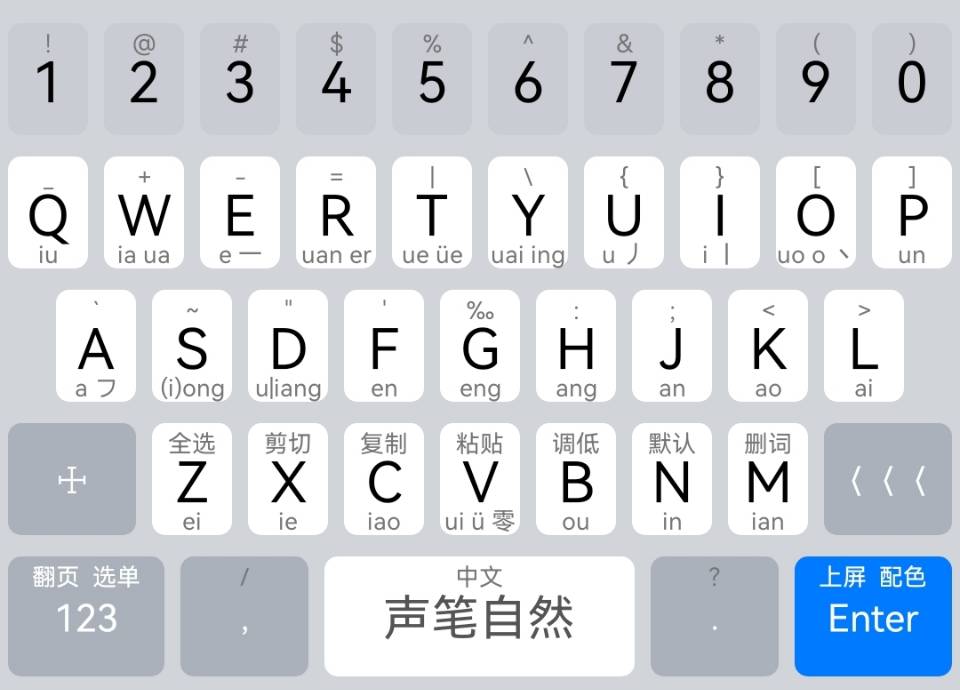 ! @ # $ % ^ & * ( )
1 2 3 4 5 6 7 8 9 0
_ + - = | \ { } [ ]
Q W E R T Y U I O P
iu ia ua e 一 uan er ue üe uai ing u 丿 i 丨 uo o 丶 un
` ~ " ' ‰ : ; < >
A S D F G H J K L
a フ (i)ong u|iang en eng ang an ao ai
全选 剪切 复制 粘贴 调低 默认 删词
Z X C V B N M 〈〈〈
ei ie iao ui ü 零 ou in ian
翻页 选单 / 中文 ? 上屏 配色
123 , 声笔自然 . Enter